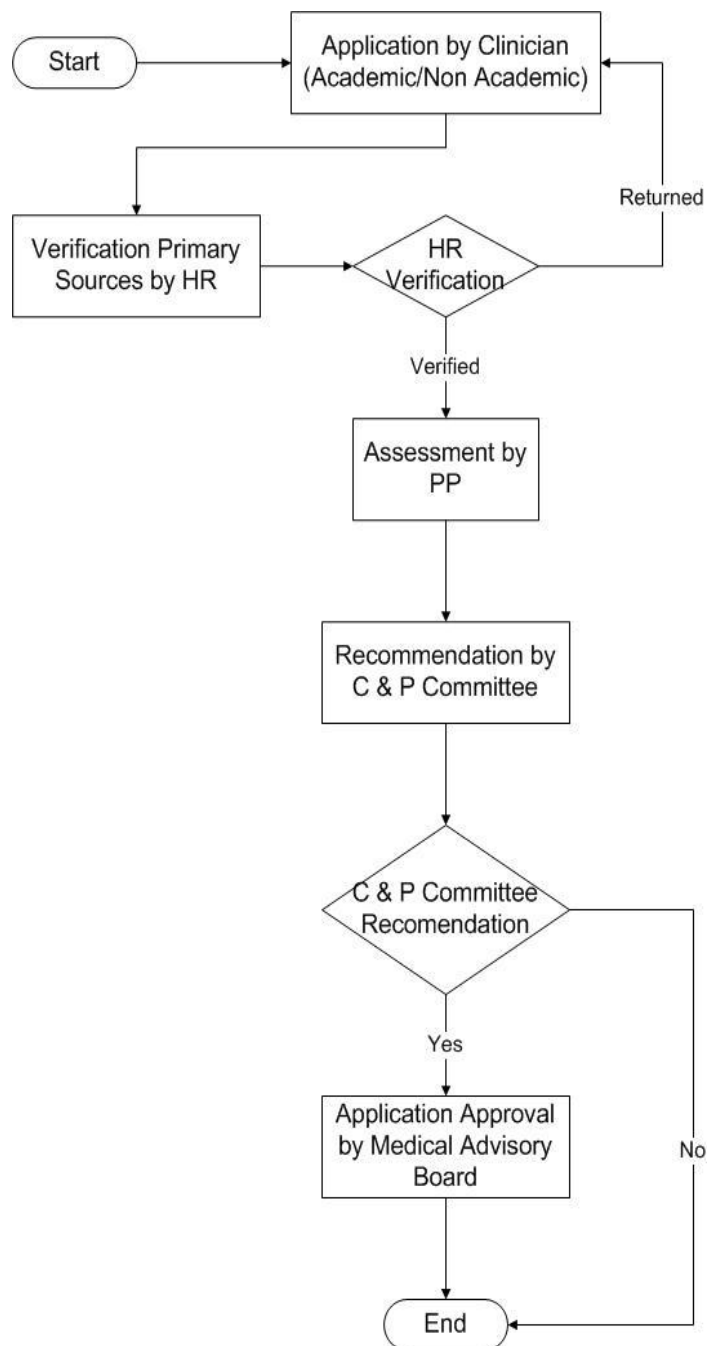 Start
Application by Clinician
(Academic/Non Academic)
Returned
Verification Primary
Sources by HR
HR
Verification
Verified
Assessment by
PP
Recommendation by
C & P Committee
C & P Committee
Recomendation
Yes
No
Application Approval
by Medical Advisory
Board
End